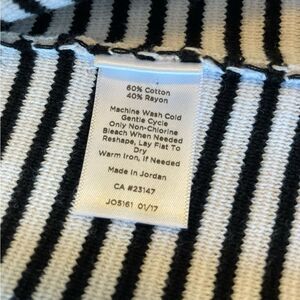 60% Cotton
40% Rayon
Machine Wash Cold
Gentle Cycle
Only Non-Chlorine
Bleach When Needed
Reshape, Lay Flat To
Dry
Warm Iron, If Needed
Made In Jordan
CA #23147
JO5161 01/17